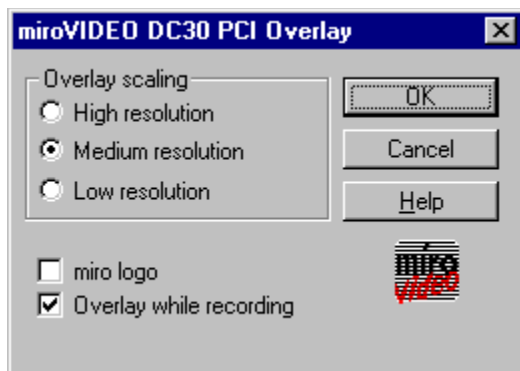 miroVIDEO DC30 PCI Overlay
Overlay scaling
High resolution
Medium resolution
Low resolution
OK
Cancel
Help
miro logo
Overlay while recording
miro
video